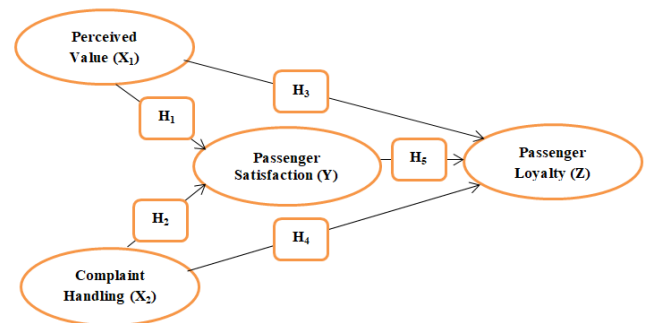 Perceived
Value (X₁)
H₃
H₁
Passenger
Satisfaction (Y)
H₅
Passenger
Loyalty (Z)
H₂
H₄
Complaint
Handling (X₂)